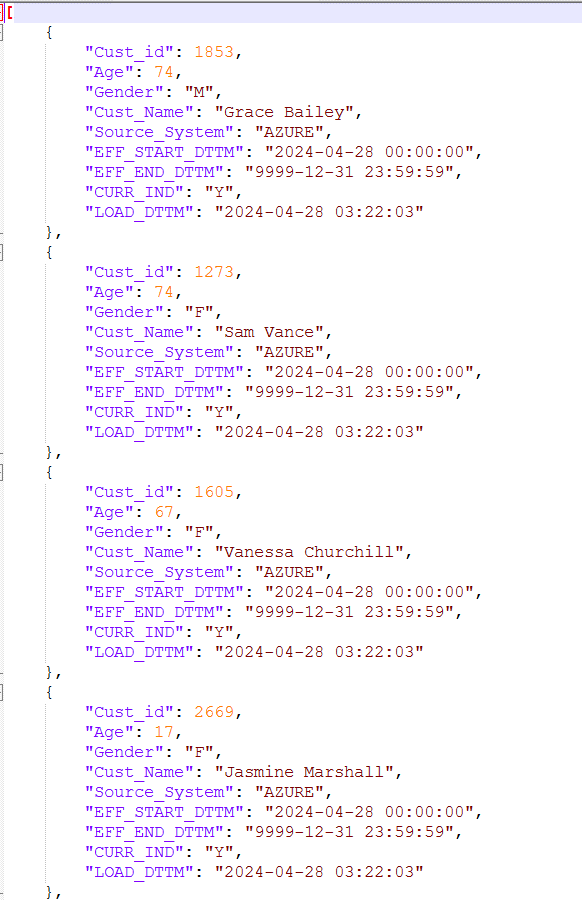 [
    {
        "Cust_id": 1853,
        "Age": 74,
        "Gender": "M",
        "Cust_Name": "Grace Bailey",
        "Source_System": "AZURE",
        "EFF_START_DTTM": "2024-04-28 00:00:00",
        "EFF_END_DTTM": "9999-12-31 23:59:59",
        "CURR_IND": "Y",
        "LOAD_DTTM": "2024-04-28 03:22:03"
    },
    {
        "Cust_id": 1273,
        "Age": 74,
        "Gender": "F",
        "Cust_Name": "Sam Vance",
        "Source_System": "AZURE",
        "EFF_START_DTTM": "2024-04-28 00:00:00",
        "EFF_END_DTTM": "9999-12-31 23:59:59",
        "CURR_IND": "Y",
        "LOAD_DTTM": "2024-04-28 03:22:03"
    },
    {
        "Cust_id": 1605,
        "Age": 67,
        "Gender": "F",
        "Cust_Name": "Vanessa Churchill",
        "Source_System": "AZURE",
        "EFF_START_DTTM": "2024-04-28 00:00:00",
        "EFF_END_DTTM": "9999-12-31 23:59:59",
        "CURR_IND": "Y",
        "LOAD_DTTM": "2024-04-28 03:22:03"
    },
    {
        "Cust_id": 2669,
        "Age": 17,
        "Gender": "F",
        "Cust_Name": "Jasmine Marshall",
        "Source_System": "AZURE",
        "EFF_START_DTTM": "2024-04-28 00:00:00",
        "EFF_END_DTTM": "9999-12-31 23:59:59",
        "CURR_IND": "Y",
        "LOAD_DTTM": "2024-04-28 03:22:03"
    },